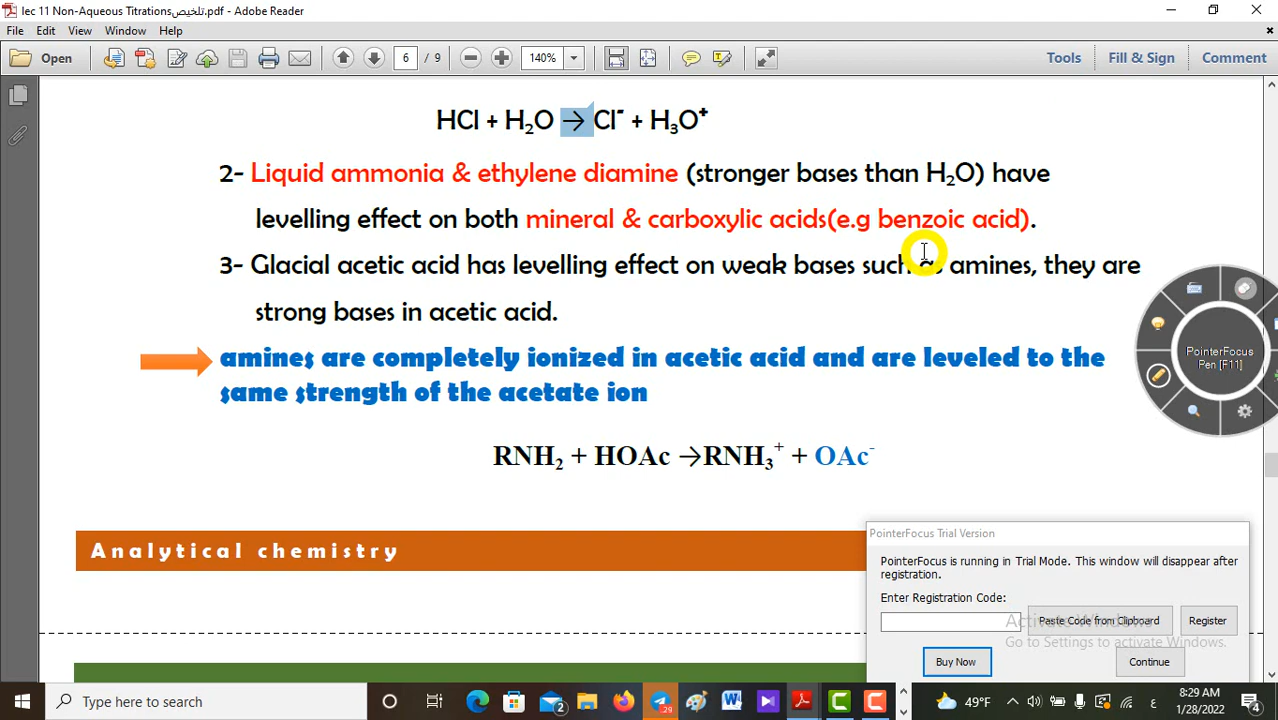 lec 11 Non-Aqueous Titrationsتلخيص.pdf - Adobe Reader
File Edit View Window Help
Open 6 / 9 140% Tools Fill & Sign Comment
HCl + H₂O → Cl⁻ + H₃O⁺
2- Liquid ammonia & ethylene diamine (stronger bases than H₂O) have
levelling effect on both mineral & carboxylic acids(e.g benzoic acid).
3- Glacial acetic acid has levelling effect on weak bases such as amines, they are
strong bases in acetic acid.
amines are completely ionized in acetic acid and are leveled to the
same strength of the acetate ion
RNH₂ + HOAc →RNH₃⁺ + OAc⁻
Analytical chemistry
PointerFocus
Pen [F11]
PointerFocus Trial Version
PointerFocus is running in Trial Mode. This window will disappear after
registration.
Enter Registration Code:
Paste Code from Clipboard Register
Activate Windows
Go to Settings to activate Windows.
Buy Now Continue
Type here to search
2
29
49°F
ع
8:29 AM
1/28/2022
4